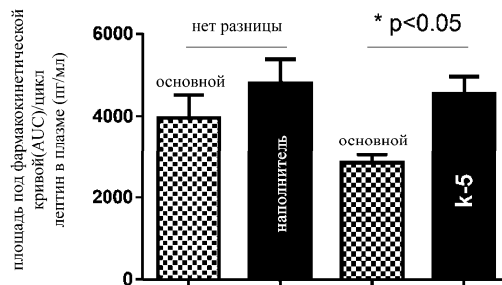 нет разницы
* p<0.05
площадь под фармакокинетической
кривой(AUC)/цикл
лептин в плазме (пг/мл)
6000
4000
2000
0
основной
наполнитель
основной
k-5